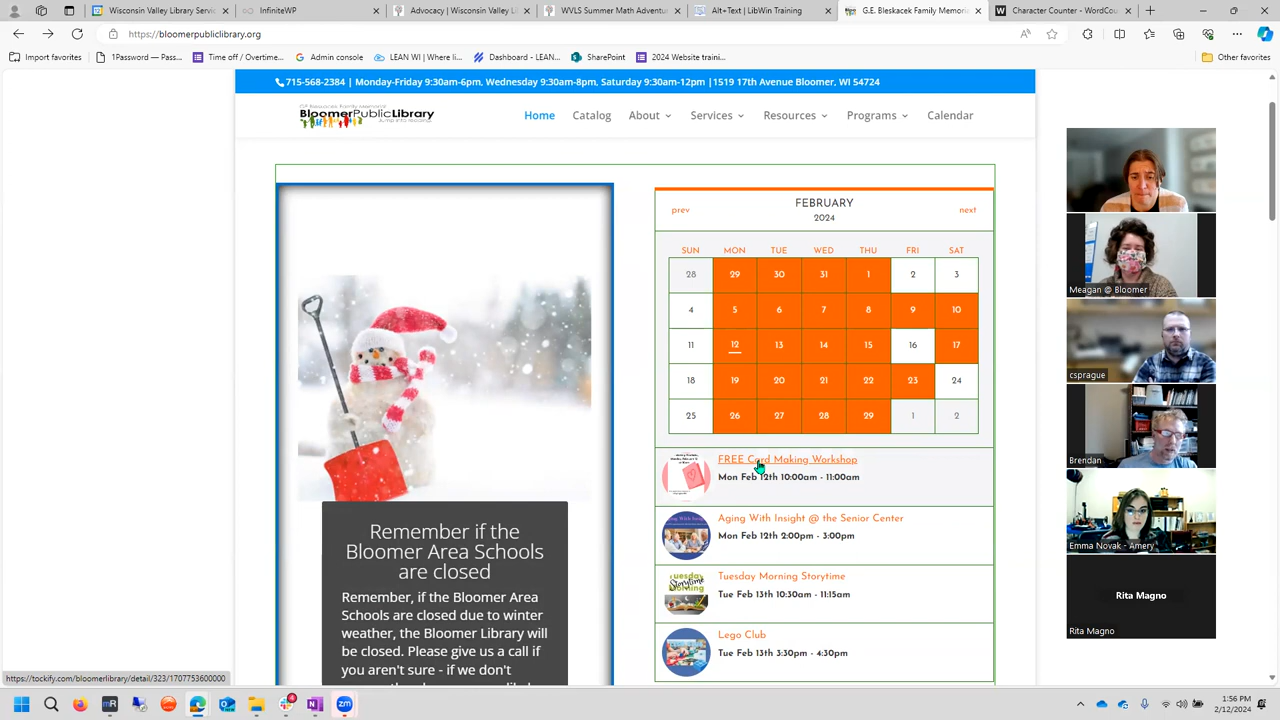 Wisconsin Valley Library Ser
InfinitePW
Advocacy | Wisconsin Library
WVLS Summit 2024: The Libra
Alt+Text+Training
G.E. Bleskacek Family Memor
Character Counter - WordCou
https://bloomerpubliclibrary.org
Import favorites
1Password — Pass...
Time off / Overtime...
Admin console
LEAN WI | Where li...
Dashboard - LEAN...
SharePoint
2024 Website traini...
Other favorites
715-568-2384 | Monday-Friday 9:30am-6pm, Wednesday 9:30am-8pm, Saturday 9:30am-12pm |1519 17th Avenue Bloomer, WI 54724
BloomerPublicLibrary
Home
Catalog
About
Services
Resources
Programs
Calendar
prev
FEBRUARY
2024
next
SUN MON TUE WED THU FRI SAT
28 29 30 31 1 2 3
4 5 6 7 8 9 10
11 12 13 14 15 16 17
18 19 20 21 22 23 24
25 26 27 28 29 1 2
FREE Card Making Workshop
Mon Feb 12th 10:00am - 11:00am
Aging With Insight @ the Senior Center
Mon Feb 12th 2:00pm - 3:00pm
Tuesday Morning Storytime
Tue Feb 13th 10:30am - 11:15am
Lego Club
Tue Feb 13th 3:30pm - 4:30pm
Remember if the
Bloomer Area Schools
are closed
Remember, if the Bloomer Area
Schools are closed due to winter
weather, the Bloomer Library will
be closed. Please give us a call if
you aren't sure - if we don't
Meagan @ Bloomer
csprague
Brendan
Emma Novak - Amery
Rita Magno
Rita Magno
https://tockify.com/bloomerlibrary/detail/323/1707753600000
1:56 PM
2/12/2024